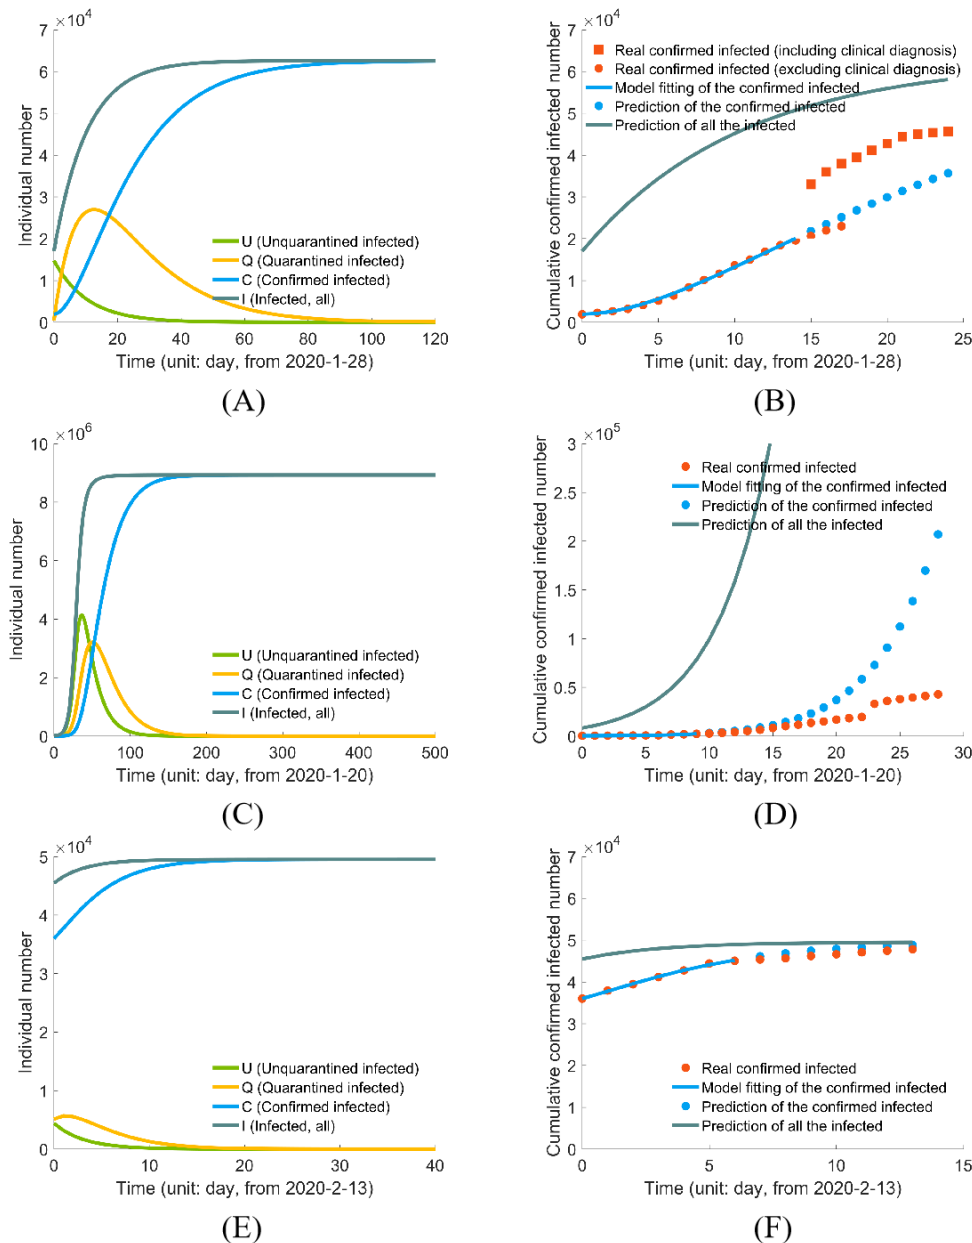 ×10⁴
7
6
5
4
3
2
1
0
Individual number
U (Unquarantined infected)
Q (Quarantined infected)
C (Confirmed infected)
I (Infected, all)
0 20 40 60 80 100 120
Time (unit: day, from 2020-1-28)
(A)
×10⁴
7
6
5
4
3
2
1
0
Cumulative confirmed infected number
Real confirmed infected (including clinical diagnosis)
Real confirmed infected (excluding clinical diagnosis)
Model fitting of the confirmed infected
Prediction of the confirmed infected
Prediction of all the infected
0 5 10 15 20 25
Time (unit: day, from 2020-1-28)
(B)
×10⁶
10
8
6
4
2
0
Individual number
U (Unquarantined infected)
Q (Quarantined infected)
C (Confirmed infected)
I (Infected, all)
0 100 200 300 400 500
Time (unit: day, from 2020-1-20)
(C)
×10⁵
3
2.5
2
1.5
1
0.5
0
Cumulative confirmed infected number
Real confirmed infected
Model fitting of the confirmed infected
Prediction of the confirmed infected
Prediction of all the infected
0 5 10 15 20 25 30
Time (unit: day, from 2020-1-20)
(D)
×10⁴
5
4
3
2
1
0
Individual number
U (Unquarantined infected)
Q (Quarantined infected)
C (Confirmed infected)
I (Infected, all)
0 10 20 30 40
Time (unit: day, from 2020-2-13)
(E)
×10⁴
7
6
5
4
3
2
1
0
Cumulative confirmed infected number
Real confirmed infected
Model fitting of the confirmed infected
Prediction of the confirmed infected
Prediction of all the infected
0 5 10 15
Time (unit: day, from 2020-2-13)
(F)